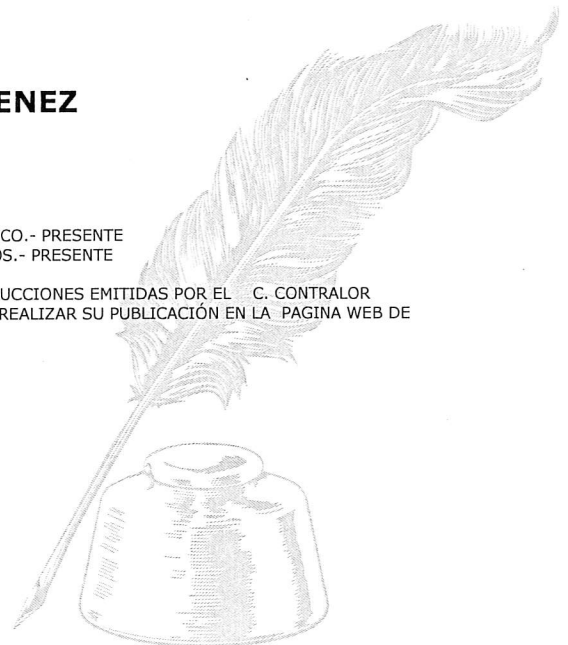 ENEZ
CO.- PRESENTE
OS.- PRESENTE
UCCIONES EMITIDAS POR EL C. CONTRALOR
REALIZAR SU PUBLICACIÓN EN LA PAGINA WEB DE